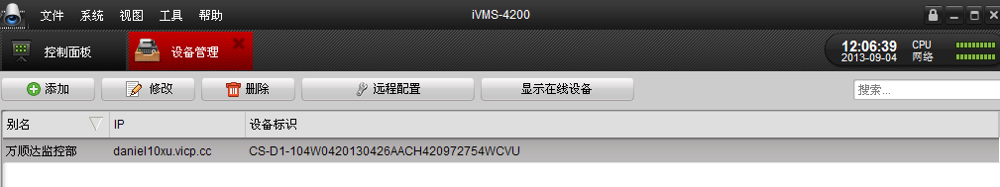 文件 系统 视图 工具 帮助 iVMS-4200
控制面板 设备管理 12:06:39 CPU
2013-09-04 网络
添加 修改 删除 远程配置 显示在线设备 搜索...
别名 IP 设备标识
万顺达监控部 daniel10xu.vicp.cc CS-D1-104W0420130426AACH420972754WCVU